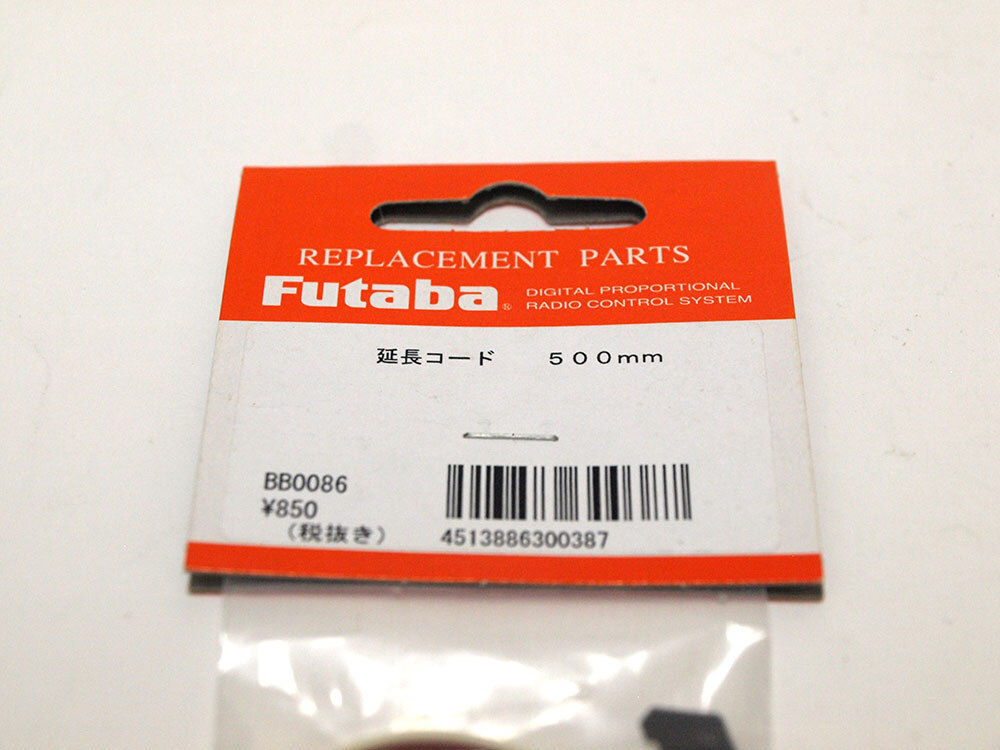 REPLACEMENT PARTS
Futaba® DIGITAL PROPORTIONAL
RADIO CONTROL SYSTEM
延長コード　５００mm
BB0086
¥850
（税抜き）
4513886300387